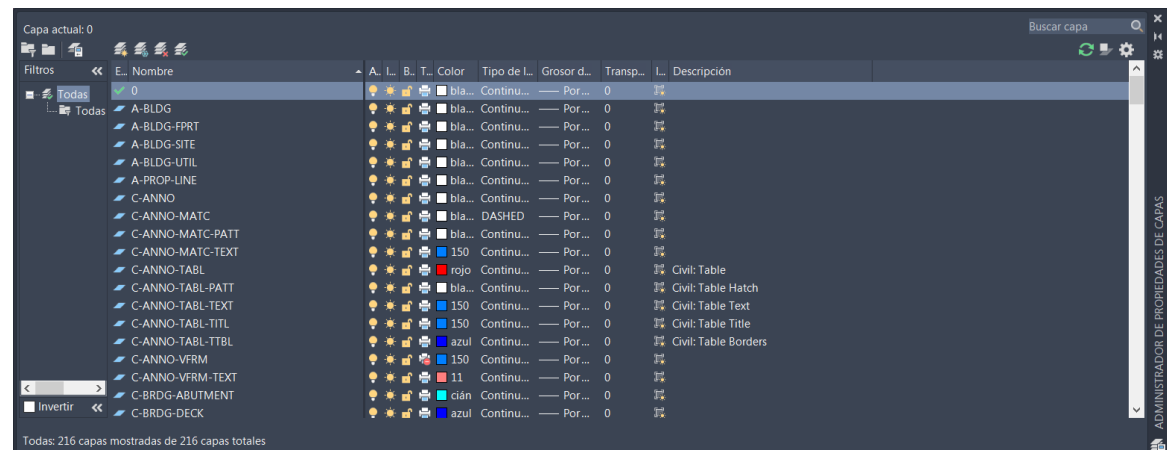 Capa actual: 0
Buscar capa
Filtros
E... Nombre A.. I... B.. T... Color Tipo de l... Grosor d... Transp... I... Descripción
Todas
Todas
0 bla... Continu... Por... 0
A-BLDG bla... Continu... Por... 0
A-BLDG-FPRT bla... Continu... Por... 0
A-BLDG-SITE bla... Continu... Por... 0
A-BLDG-UTIL bla... Continu... Por... 0
A-PROP-LINE bla... Continu... Por... 0
C-ANNO bla... Continu... Por... 0
C-ANNO-MATC bla... DASHED Por... 0
C-ANNO-MATC-PATT bla... Continu... Por... 0
C-ANNO-MATC-TEXT 150 Continu... Por... 0
C-ANNO-TABL rojo Continu... Por... 0 Civil: Table
C-ANNO-TABL-PATT bla... Continu... Por... 0 Civil: Table Hatch
C-ANNO-TABL-TEXT 150 Continu... Por... 0 Civil: Table Text
C-ANNO-TABL-TITL 150 Continu... Por... 0 Civil: Table Title
C-ANNO-TABL-TTBL azul Continu... Por... 0 Civil: Table Borders
C-ANNO-VFRM 150 Continu... Por... 0
C-ANNO-VFRM-TEXT 11 Continu... Por... 0
C-BRDG-ABUTMENT cián Continu... Por... 0
C-BRDG-DECK azul Continu... Por... 0
Invertir
Todas: 216 capas mostradas de 216 capas totales
ADMINISTRADOR DE PROPIEDADES DE CAPAS